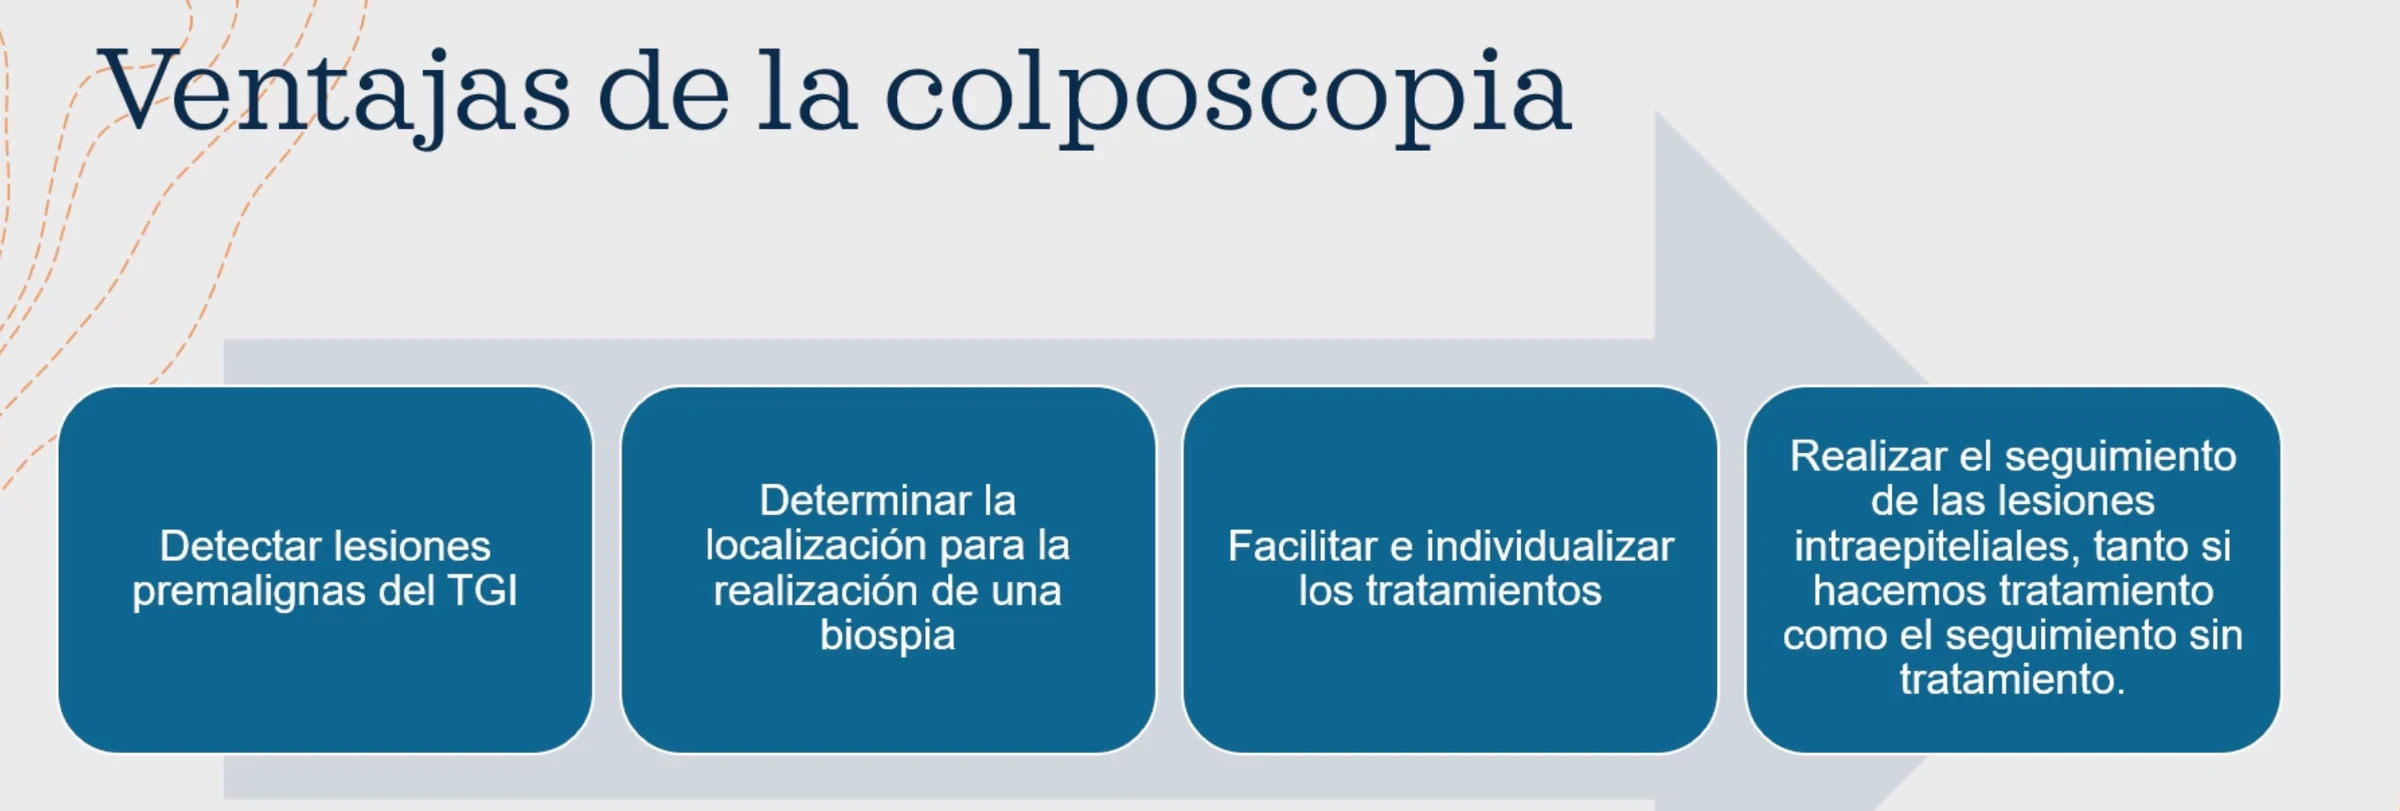 Ventajas de la colposcopia
Detectar lesiones
premalignas del TGI
Determinar la
localización para la
realización de una
biospia
Facilitar e individualizar
los tratamientos
Realizar el seguimiento
de las lesiones
intraepiteliales, tanto si
hacemos tratamiento
como el seguimiento sin
tratamiento.